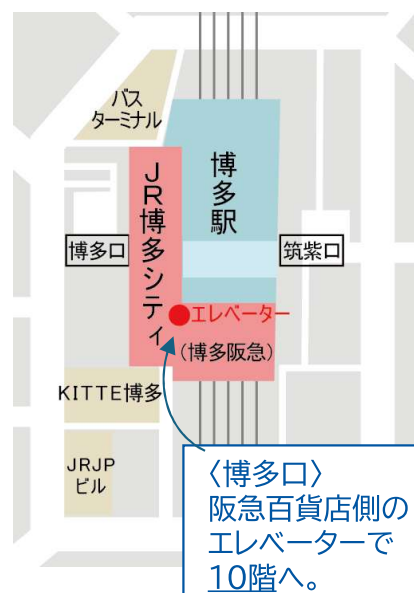 バス
ターミナル
博多駅
JR博多シティ
博多口
筑紫口
エレベーター
(博多阪急)
KITTE博多
JRJP
ビル
〈博多口〉
阪急百貨店側の
エレベーターで
10階へ。